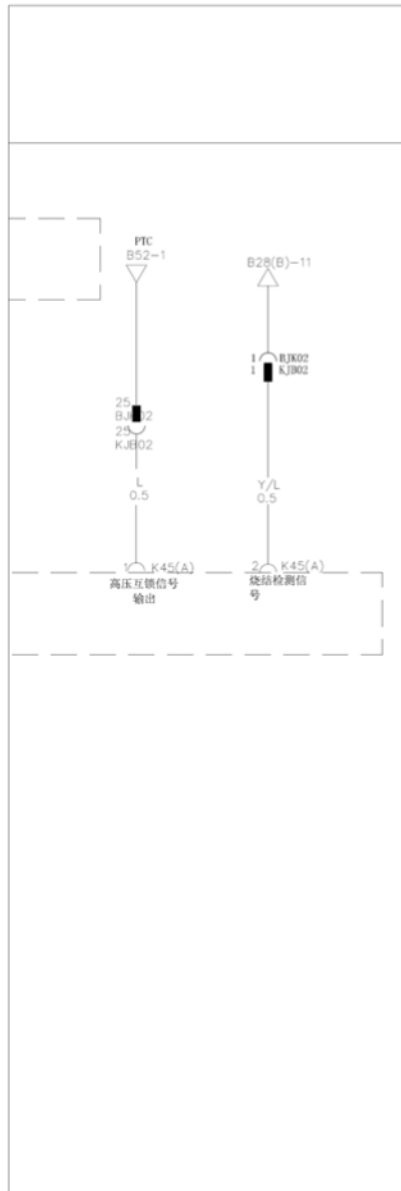 PTC
B52-1
B28(B)-11
1 BJK02
1 KJB02
25
BJK02
25
KJB02
L
0.5
Y/L
0.5
1 K45(A)
2 K45(A)
高压互锁信号
输出
烧结检测信
号